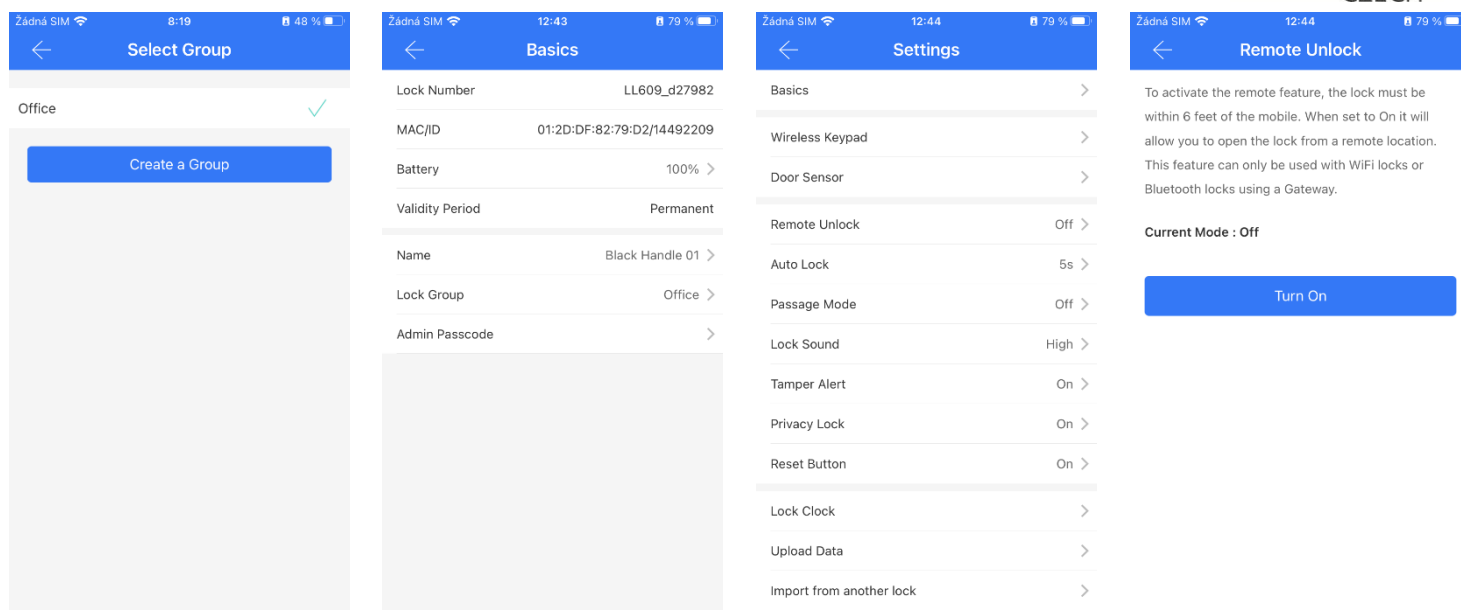 Žádná SIM 8:19 48 %
Select Group
Office
Create a Group
Žádná SIM 12:43 79 %
Basics
Lock Number LL609_d27982
MAC/ID 01:2D:DF:82:79:D2/14492209
Battery 100%
Validity Period Permanent
Name Black Handle 01
Lock Group Office
Admin Passcode
Žádná SIM 12:44 79 %
Settings
Basics
Wireless Keypad
Door Sensor
Remote Unlock Off
Auto Lock 5s
Passage Mode Off
Lock Sound High
Tamper Alert On
Privacy Lock On
Reset Button On
Lock Clock
Upload Data
Import from another lock
Žádná SIM 12:44 79 %
Remote Unlock
To activate the remote feature, the lock must be
within 6 feet of the mobile. When set to On it will
allow you to open the lock from a remote location.
This feature can only be used with WiFi locks or
Bluetooth locks using a Gateway.
Current Mode : Off
Turn On